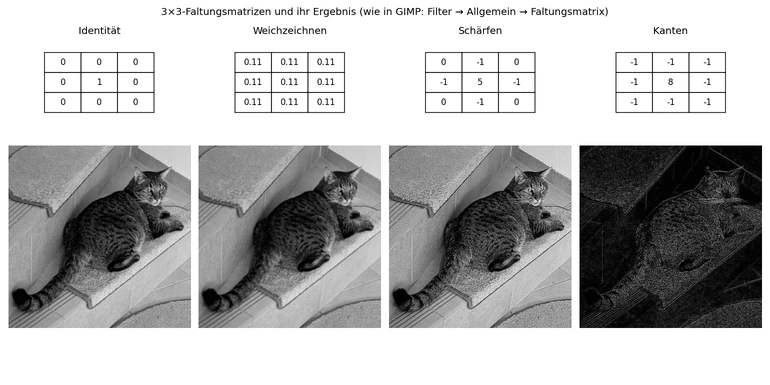 3×3-Faltungsmatrizen und ihr Ergebnis (wie in GIMP: Filter → Allgemein → Faltungsmatrix)
Identität Weichzeichnen Schärfen Kanten
0 0 0 0.11 0.11 0.11 0 -1 0 -1 -1 -1
0 1 0 0.11 0.11 0.11 -1 5 -1 -1 8 -1
0 0 0 0.11 0.11 0.11 0 -1 0 -1 -1 -1